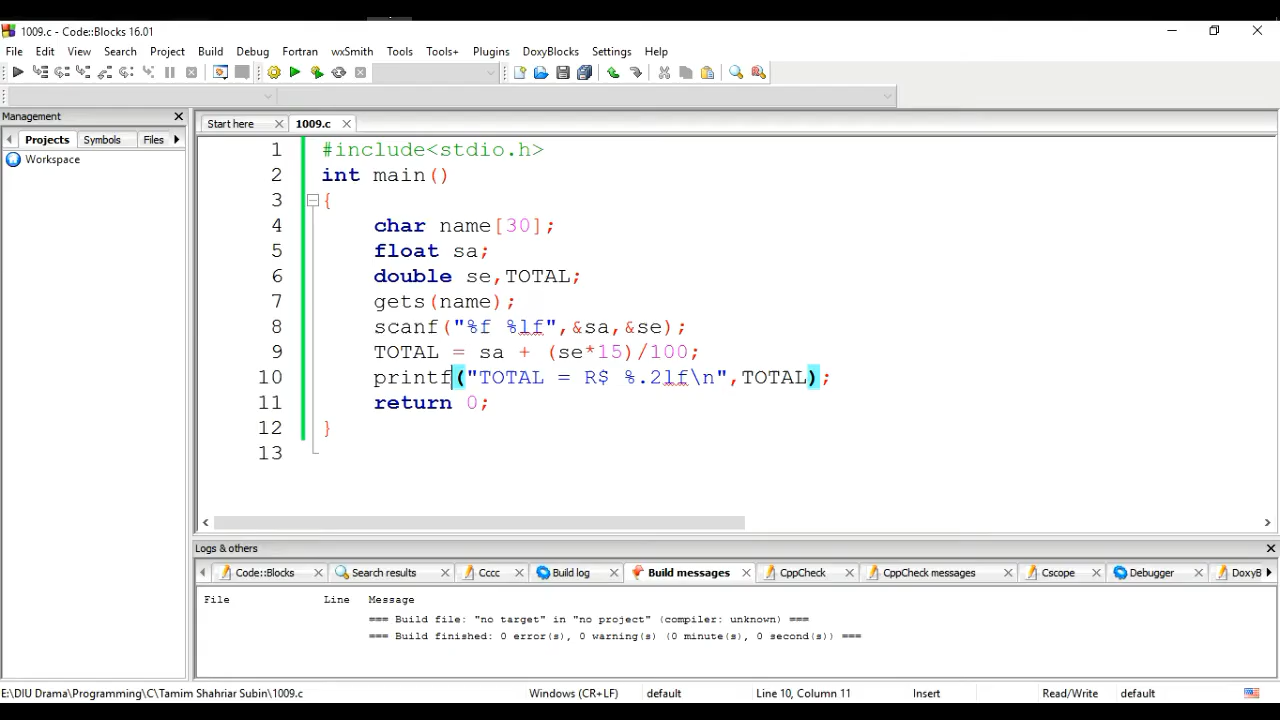 1009.c - Code::Blocks 16.01
File Edit View Search Project Build Debug Fortran wxSmith Tools Tools+ Plugins DoxyBlocks Settings Help
Management
Start here 1009.c
Projects Symbols Files
Workspace
1 #include<stdio.h>
2 int main()
3 {
4 char name[30];
5 float sa;
6 double se,TOTAL;
7 gets(name);
8 scanf("%f %lf",&sa,&se);
9 TOTAL = sa + (se*15)/100;
10 printf("TOTAL = R$ %.2lf\n",TOTAL);
11 return 0;
12 }
13
Logs & others
Code::Blocks Search results Cccc Build log Build messages CppCheck CppCheck messages Cscope Debugger DoxyB
File Line Message
=== Build file: "no target" in "no project" (compiler: unknown) ===
=== Build finished: 0 error(s), 0 warning(s) (0 minute(s), 0 second(s)) ===
E:\DIU Drama\Programming\C\Tamim Shahriar Subin\1009.c Windows (CR+LF) default Line 10, Column 11 Insert Read/Write default